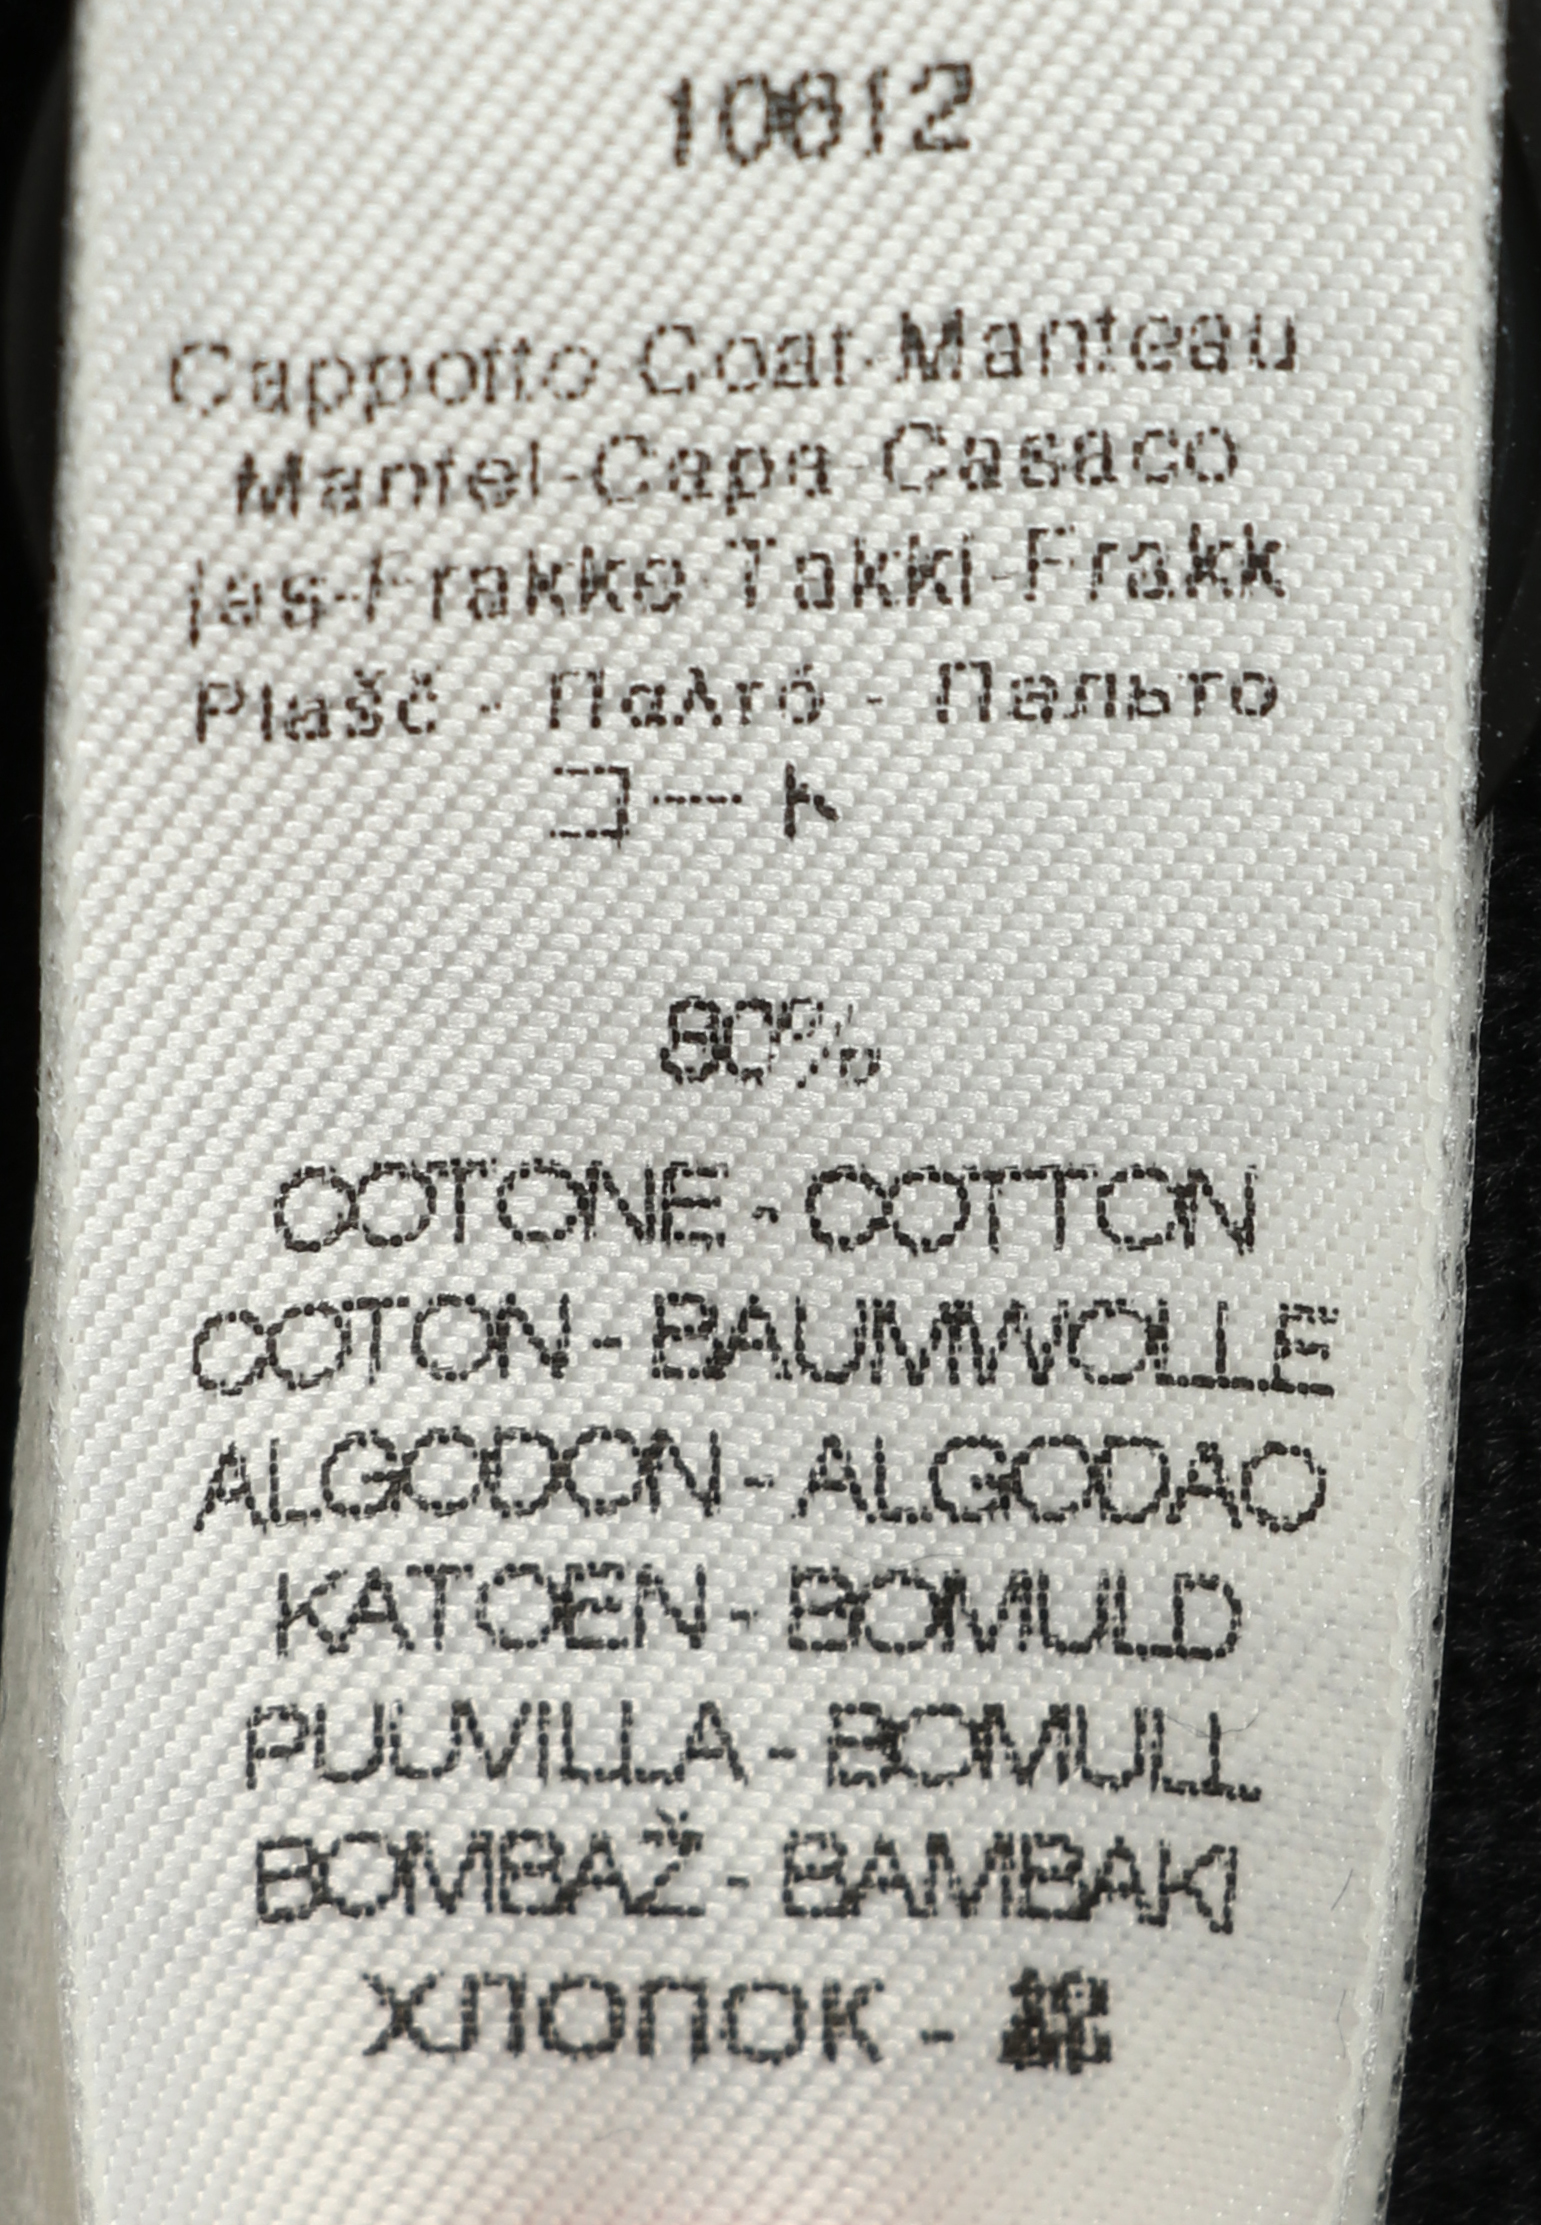 10612
Cappotto-Coat-Manteau
Mantel-Capa-Casaco
jas-Frakke-Takki-Frakk
Plašč - Παλτό - Пальто
コート
80%
COTONE - COTTON
COTON - BAUMWOLLE
ALGODON - ALGODAO
KATOEN - BOMULD
PUUVILLA - BOMULL
BOMBAŽ - BAMBAKI
ХЛОПОК - 綿